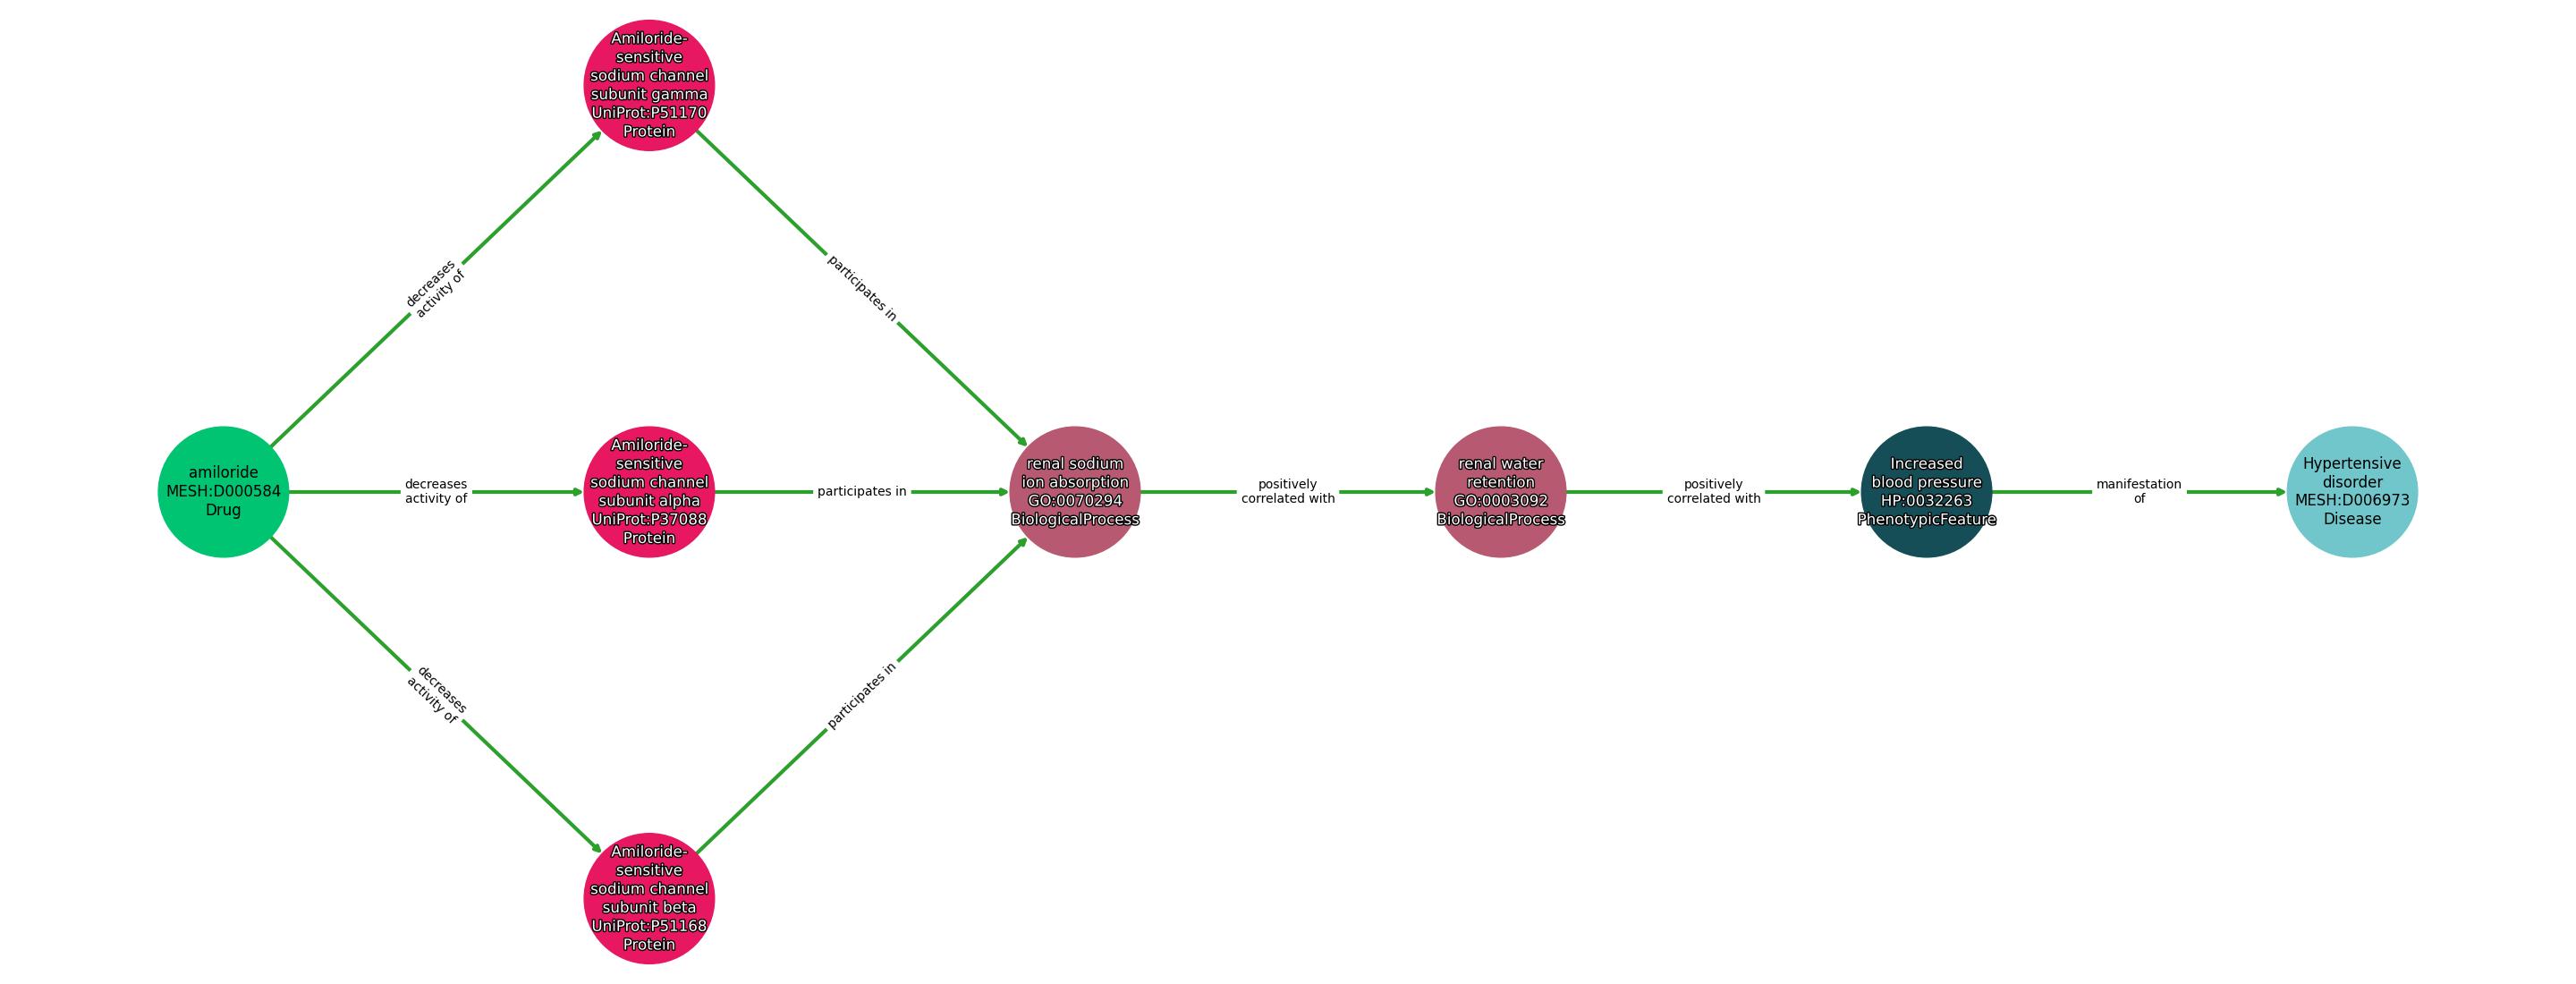 Amiloride-
sensitive
sodium channel
subunit gamma
UniProt:P51170
Protein
decreases
activity of
participates in
amiloride
MESH:D000584
Drug
decreases
activity of
Amiloride-
sensitive
sodium channel
subunit alpha
UniProt:P37088
Protein
participates in
renal sodium
ion absorption
GO:0070294
BiologicalProcess
positively
correlated with
renal water
retention
GO:0003092
BiologicalProcess
positively
correlated with
Increased
blood pressure
HP:0032263
PhenotypicFeature
manifestation
of
Hypertensive
disorder
MESH:D006973
Disease
decreases
activity of
participates in
Amiloride-
sensitive
sodium channel
subunit beta
UniProt:P51168
Protein